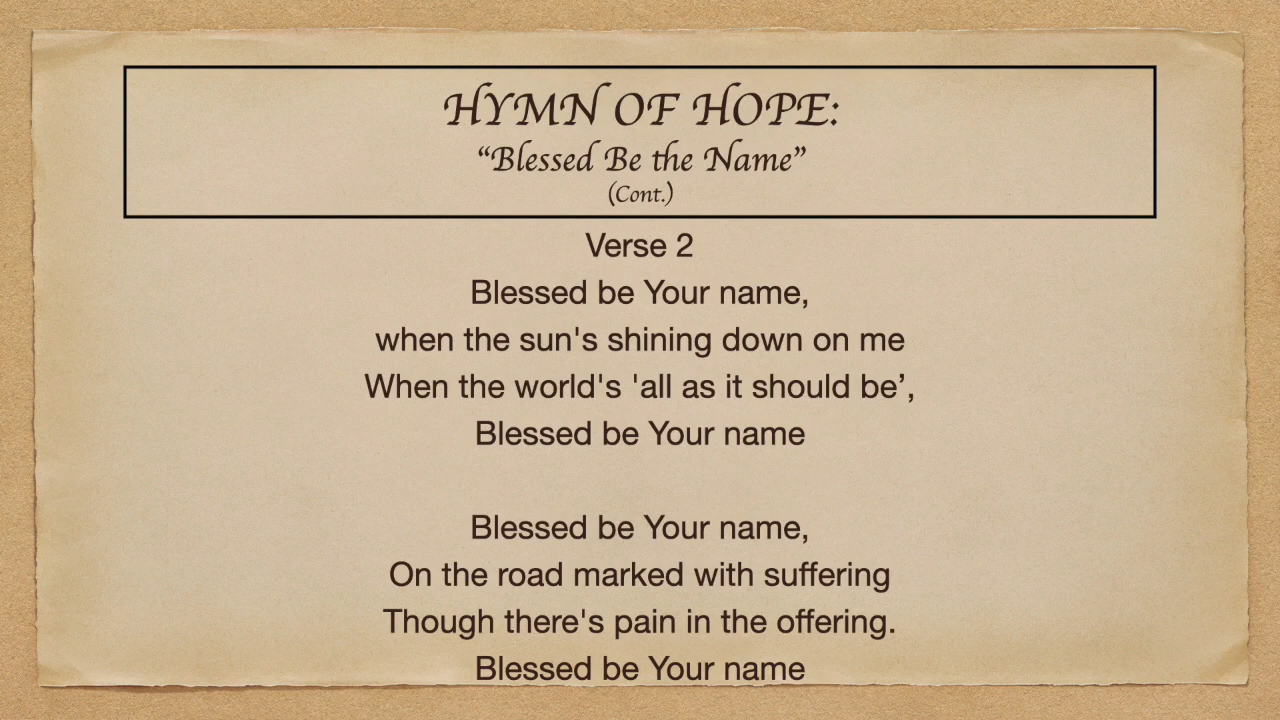 HYMN OF HOPE:
“Blessed Be the Name”
(Cont.)
Verse 2
Blessed be Your name,
when the sun's shining down on me
When the world's 'all as it should be’,
Blessed be Your name
Blessed be Your name,
On the road marked with suffering
Though there's pain in the offering.
Blessed be Your name